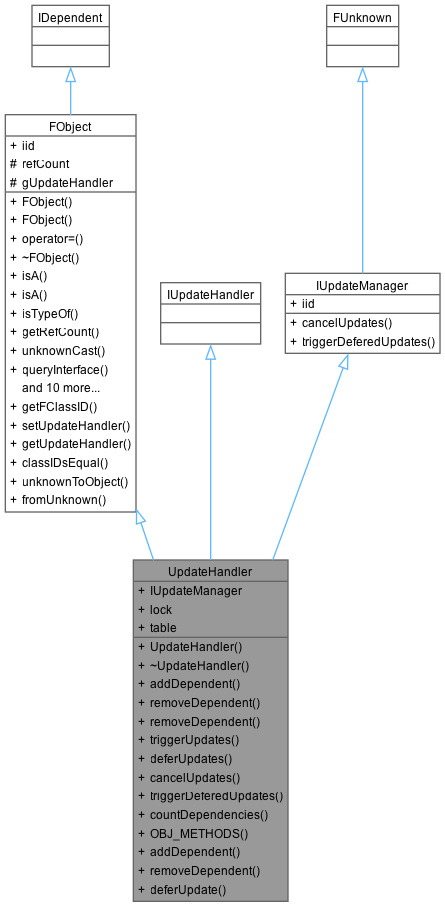 IDependent
FUnknown
FObject
+ iid
# refCount
# gUpdateHandler
+ FObject()
+ FObject()
+ operator=()
+ ~FObject()
+ isA()
+ isA()
+ isTypeOf()
+ getRefCount()
+ unknownCast()
+ queryInterface()
and 10 more...
+ getFClassID()
+ setUpdateHandler()
+ getUpdateHandler()
+ classIDsEqual()
+ unknownToObject()
+ fromUnknown()
IUpdateHandler
IUpdateManager
+ iid
+ cancelUpdates()
+ triggerDeferedUpdates()
UpdateHandler
+ IUpdateManager
+ lock
+ table
+ UpdateHandler()
+ ~UpdateHandler()
+ addDependent()
+ removeDependent()
+ removeDependent()
+ triggerUpdates()
+ deferUpdates()
+ cancelUpdates()
+ triggerDeferedUpdates()
+ countDependencies()
+ OBJ_METHODS()
+ addDependent()
+ removeDependent()
+ deferUpdate()